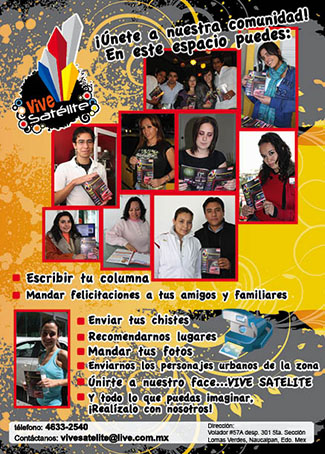 ¡Únete a nuestra comunidad!
En este espacio puedes:
Vive
Satélite
Escribir tu columna
Mandar felicitaciones a tus amigos y familiares
Enviar tus chistes
Recomendarnos lugares
Mandar tus fotos
Enviarnos los personajes urbanos de la zona
Unirte a nuestro face...VIVE SATELITE
Y todo lo que puedas imaginar,
¡Realízalo con nosotros!
téléfono: 4633-2540
Contáctanos: vivesatelite@live.com.mx
Dirección:
Volador #57A desp. 301 5ta. Sección
Lomas Verdes, Naucalpan, Edo. Mex